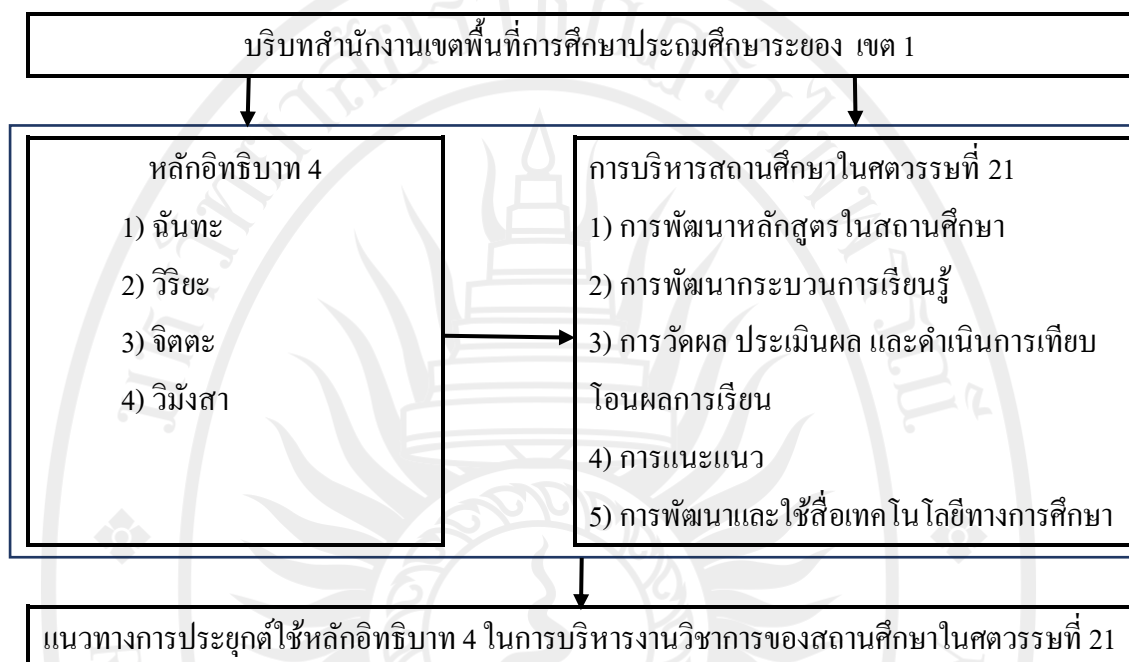 บริบทสำนักงานเขตพื้นที่การศึกษาประถมศึกษาระยอง เขต 1
หลักอิทธิบาท 4
1) ฉันทะ
2) วิริยะ
3) จิตตะ
4) วิมังสา
การบริหารสถานศึกษาในศตวรรษที่ 21
1) การพัฒนาหลักสูตรในสถานศึกษา
2) การพัฒนากระบวนการเรียนรู้
3) การวัดผล ประเมินผล และดำเนินการเทียบ
โอนผลการเรียน
4) การแนะแนว
5) การพัฒนาและใช้สื่อเทคโนโลยีทางการศึกษา
แนวทางการประยุกต์ใช้หลักอิทธิบาท 4 ในการบริหารงานวิชาการของสถานศึกษาในศตวรรษที่ 21